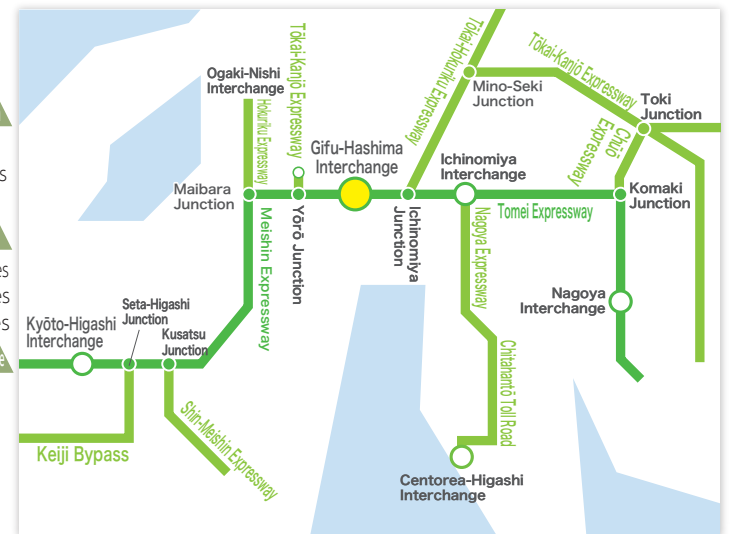 Ogaki-Nishi
Interchange
Tōkai-Kanjō Expressway
Hokuriku Expressway
Tōkai-Hokuriku Expressway
Tōkai-Kanjō Expressway
Mino-Seki
Junction
Toki
Junction
Chūō
Expressway
Gifu-Hashima
Interchange
Ichinomiya
Interchange
Maibara
Junction
Komaki
Junction
Tomei Expressway
Meishin Expressway
Yōrō Junction
Ichinomiya
Junction
Nagoya Expressway
Nagoya
Interchange
Seta-Higashi
Junction
Kyōto-Higashi
Interchange
Kusatsu
Junction
Chitahantō Toll Road
Shin-Meishin Expressway
Keiji Bypass
Centorea-Higashi
Interchange
s
es
es
es
e